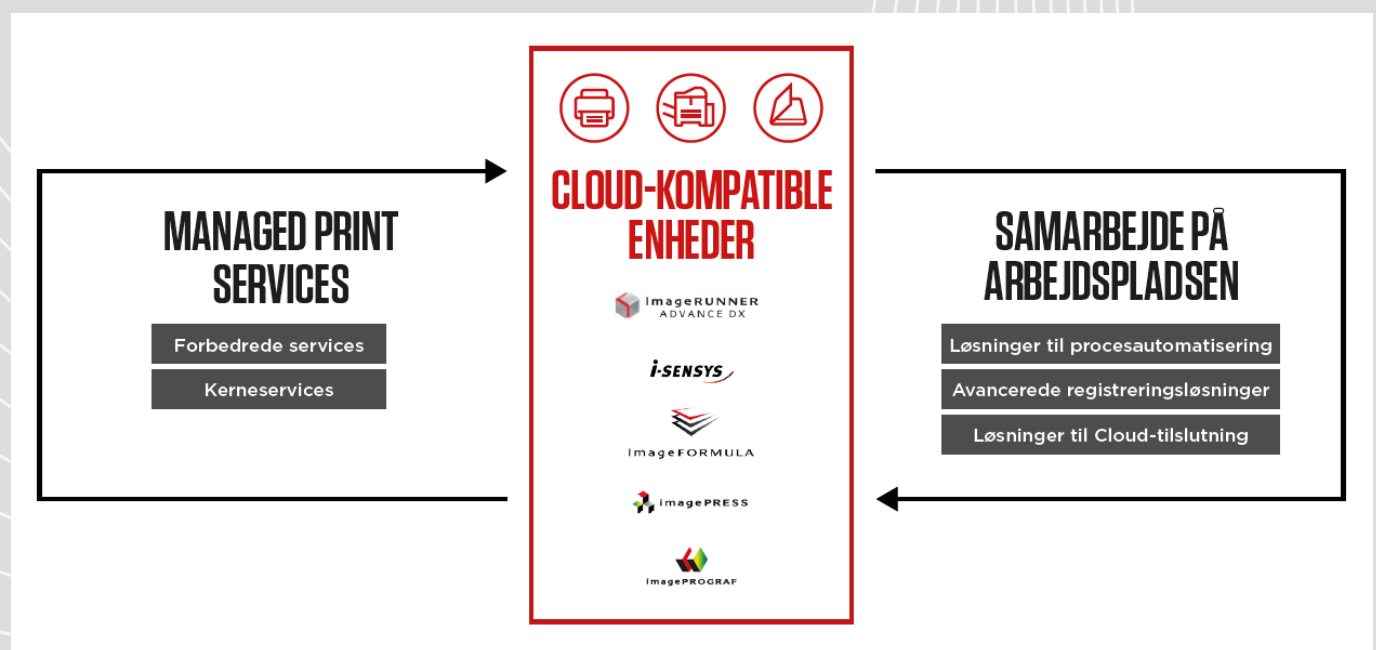 MANAGED PRINT
SERVICES
Forbedrede services
Kerneservices
CLOUD-KOMPATIBLE
ENHEDER
imageRUNNER
ADVANCE DX
i-SENSYS
imageFORMULA
imagePRESS
imagePROGRAF
SAMARBEJDE PÅ
ARBEJDSPLADSEN
Løsninger til procesautomatisering
Avancerede registreringsløsninger
Løsninger til Cloud-tilslutning